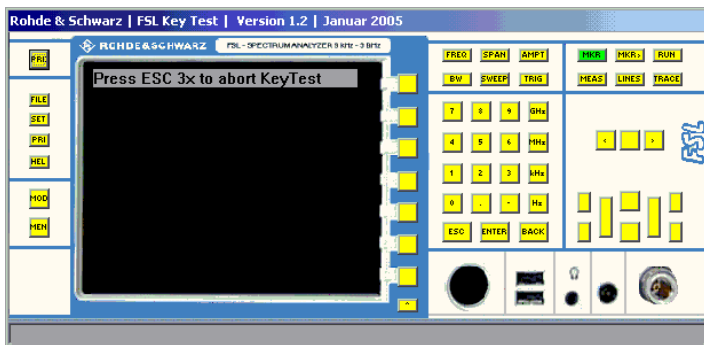 Rohde & Schwarz | FSL Key Test | Version 1.2 | Januar 2005
ROHDE&SCHWARZ FSL - SPECTRUM ANALYZER 9 kHz - 3 GHz
Press ESC 3x to abort KeyTest
PRE
FILE
SET
PRI
HEL
MOD
MEN
FREQ SPAN AMPT
BW SWEEP TRIG
MKR MKR> RUN
MEAS LINES TRACE
7 8 9 GHz
4 5 6 MHz
1 2 3 kHz
0 . - Hz
ESC ENTER BACK
< >
FSL
^